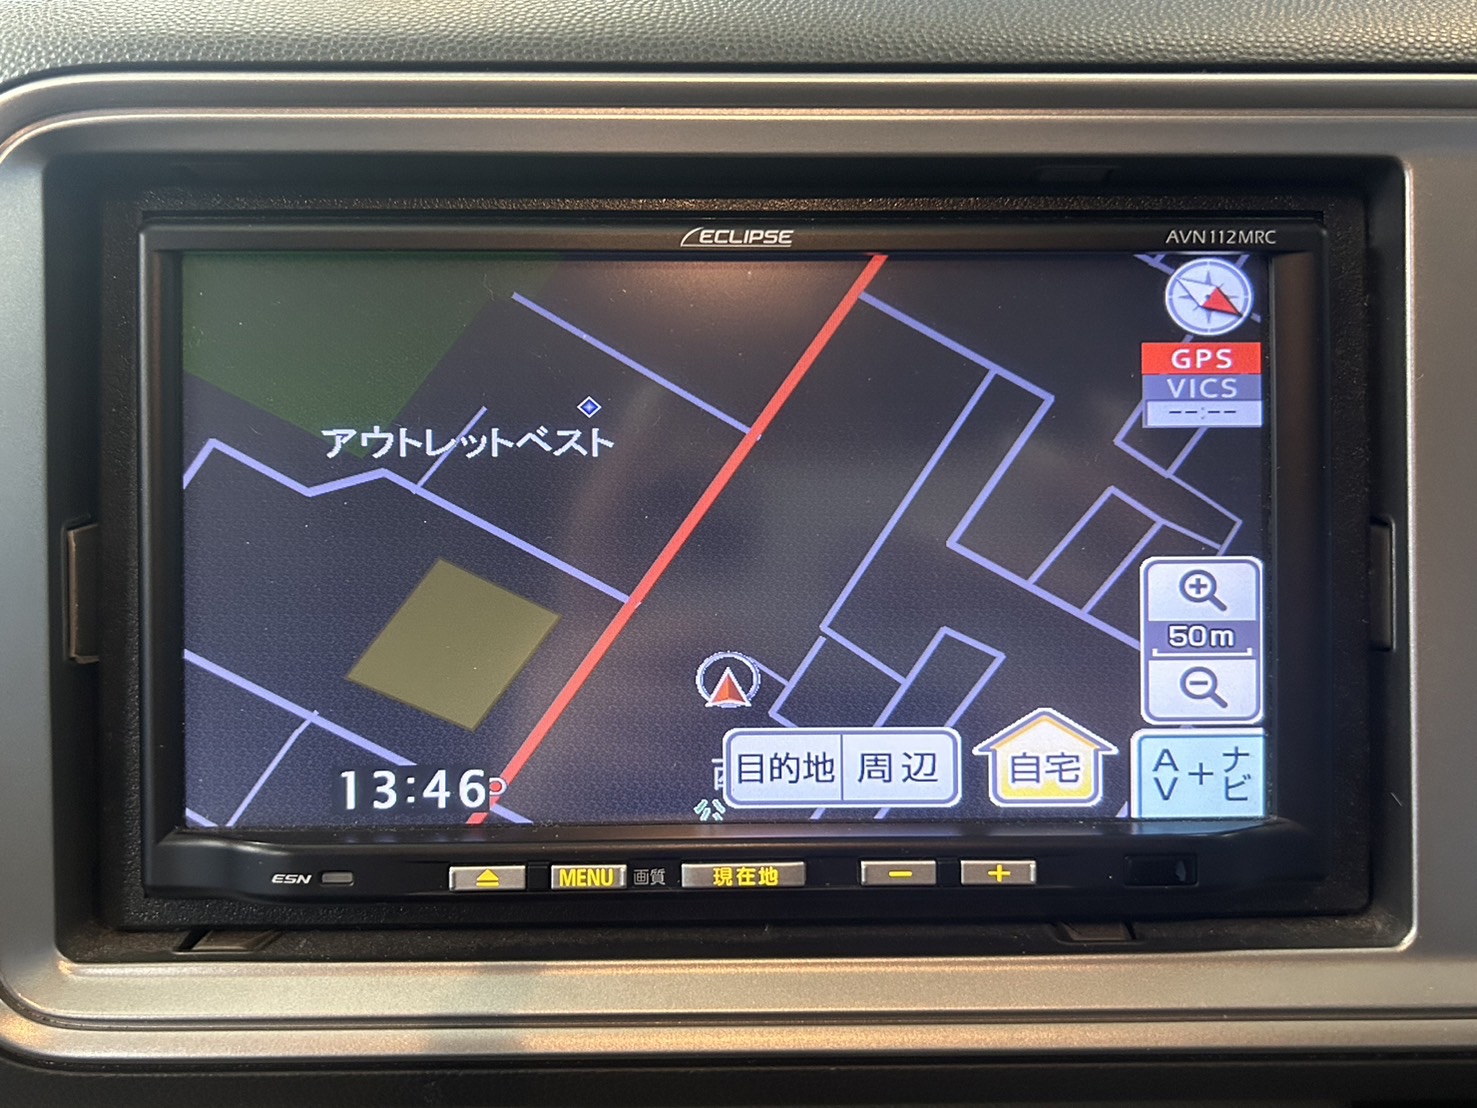 ECLIPSE
AVN112MRC
GPS
VICS
--:--
アウトレットベスト
50m
目的地
周辺
自宅
AV+ナビ
13:46
ESN
MENU
画質
現在地